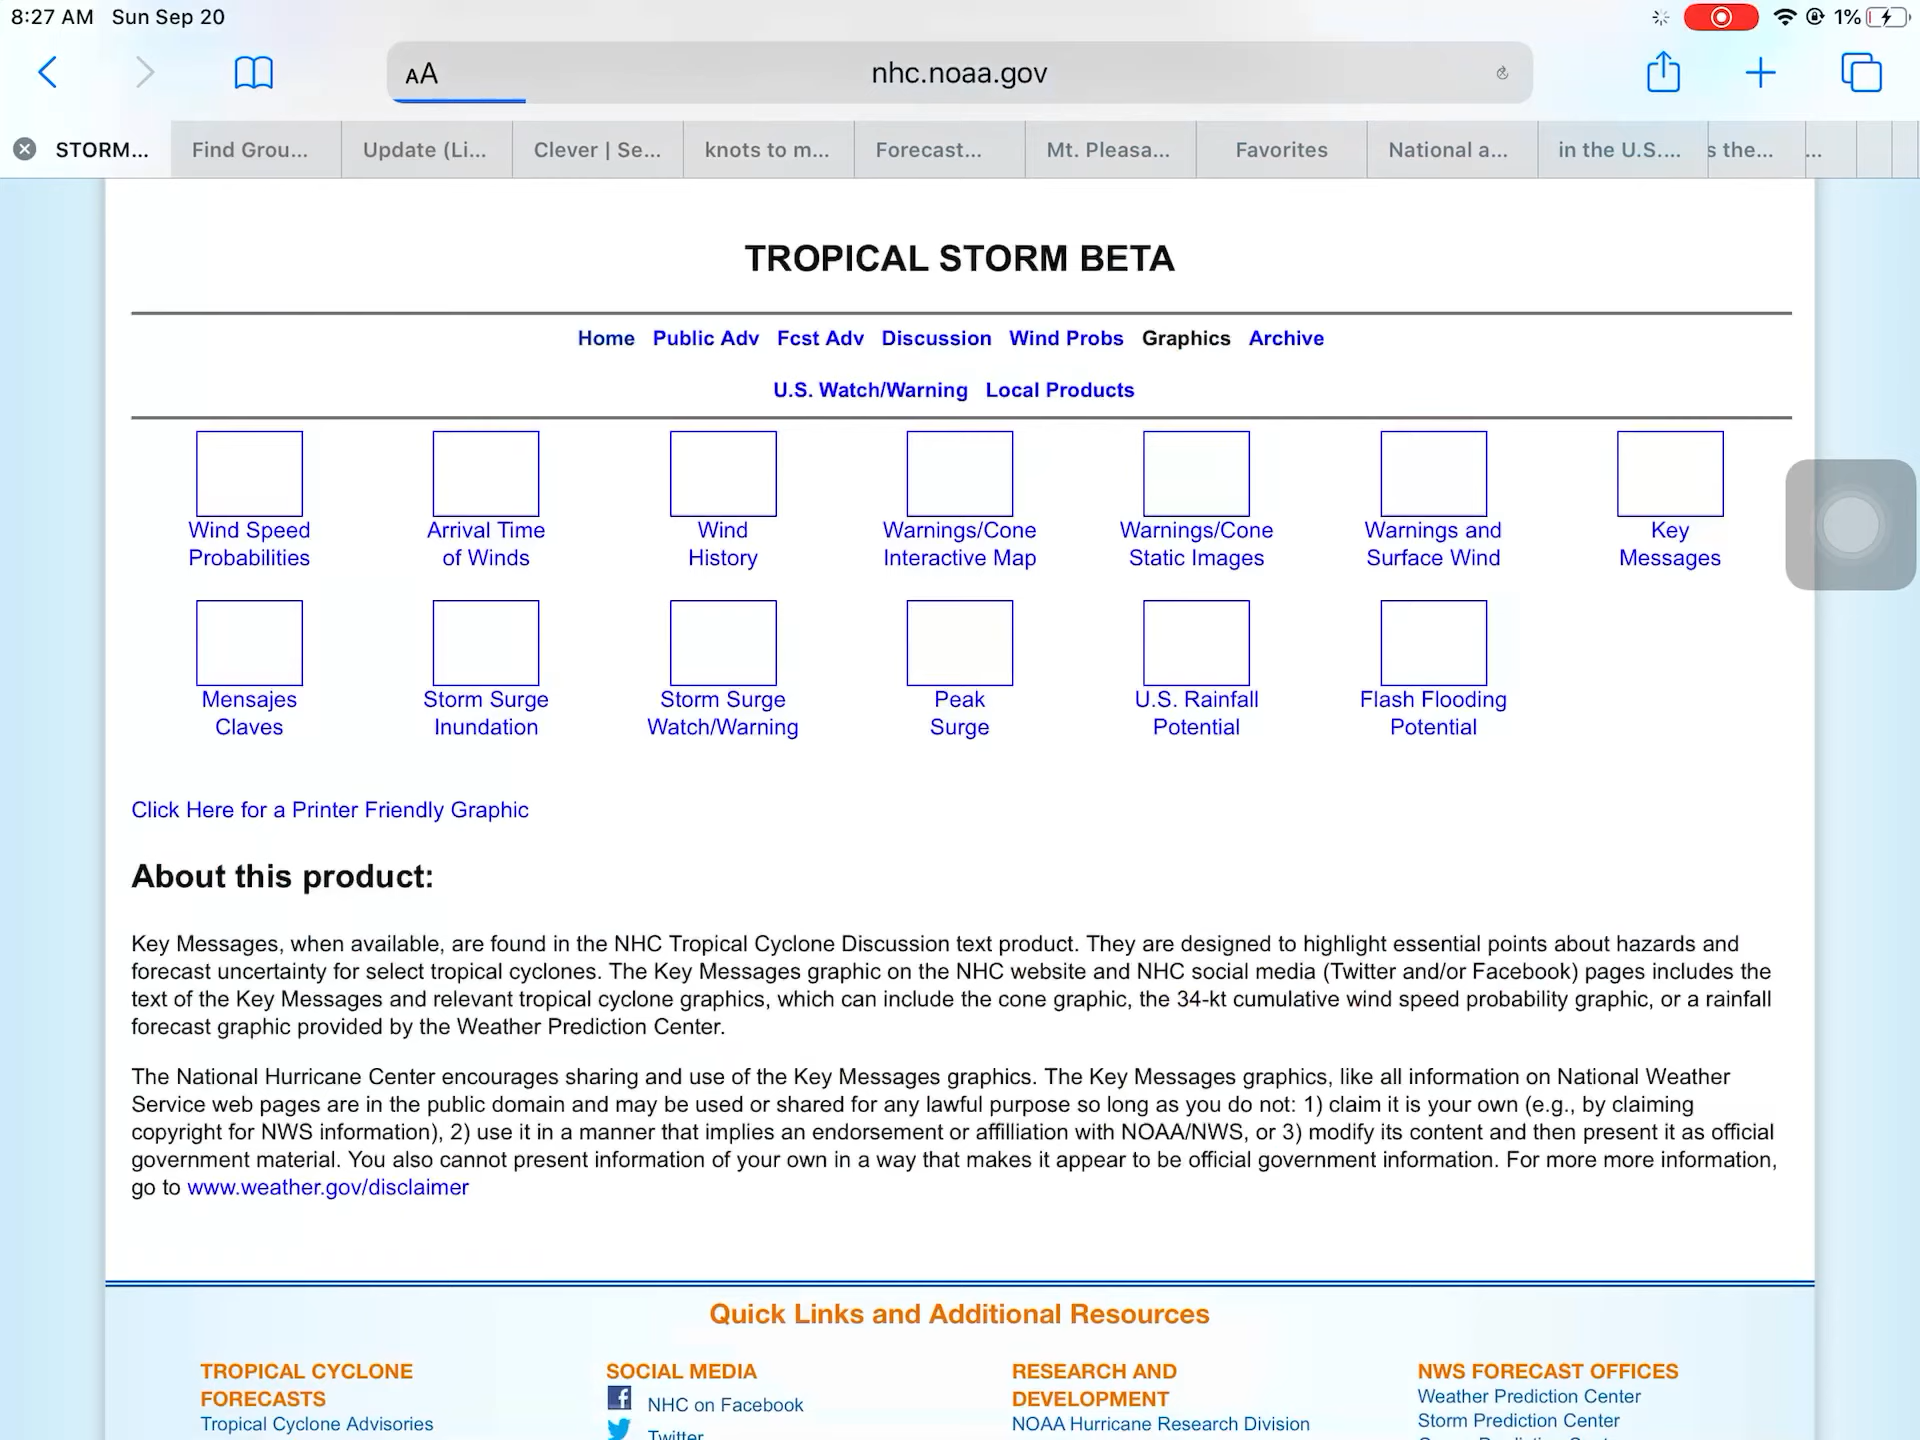 8:27 AM Sun Sep 20 1%
AA nhc.noaa.gov
STORM... Find Grou... Update (Li... Clever | Se... knots to m... Forecast... Mt. Pleasa... Favorites National a... in the U.S.... s the... ...
TROPICAL STORM BETA
Home Public Adv Fcst Adv Discussion Wind Probs Graphics Archive
U.S. Watch/Warning Local Products
Wind Speed Arrival Time Wind Warnings/Cone Warnings/Cone Warnings and Key
Probabilities of Winds History Interactive Map Static Images Surface Wind Messages
Mensajes Storm Surge Storm Surge Peak U.S. Rainfall Flash Flooding
Claves Inundation Watch/Warning Surge Potential Potential
Click Here for a Printer Friendly Graphic
About this product:
Key Messages, when available, are found in the NHC Tropical Cyclone Discussion text product. They are designed to highlight essential points about hazards and
forecast uncertainty for select tropical cyclones. The Key Messages graphic on the NHC website and NHC social media (Twitter and/or Facebook) pages includes the
text of the Key Messages and relevant tropical cyclone graphics, which can include the cone graphic, the 34-kt cumulative wind speed probability graphic, or a rainfall
forecast graphic provided by the Weather Prediction Center.
The National Hurricane Center encourages sharing and use of the Key Messages graphics. The Key Messages graphics, like all information on National Weather
Service web pages are in the public domain and may be used or shared for any lawful purpose so long as you do not: 1) claim it is your own (e.g., by claiming
copyright for NWS information), 2) use it in a manner that implies an endorsement or affilliation with NOAA/NWS, or 3) modify its content and then present it as official
government material. You also cannot present information of your own in a way that makes it appear to be official government information. For more more information,
go to www.weather.gov/disclaimer
Quick Links and Additional Resources
TROPICAL CYCLONE SOCIAL MEDIA RESEARCH AND NWS FORECAST OFFICES
FORECASTS NHC on Facebook DEVELOPMENT Weather Prediction Center
Tropical Cyclone Advisories Twitter NOAA Hurricane Research Division Storm Prediction Center